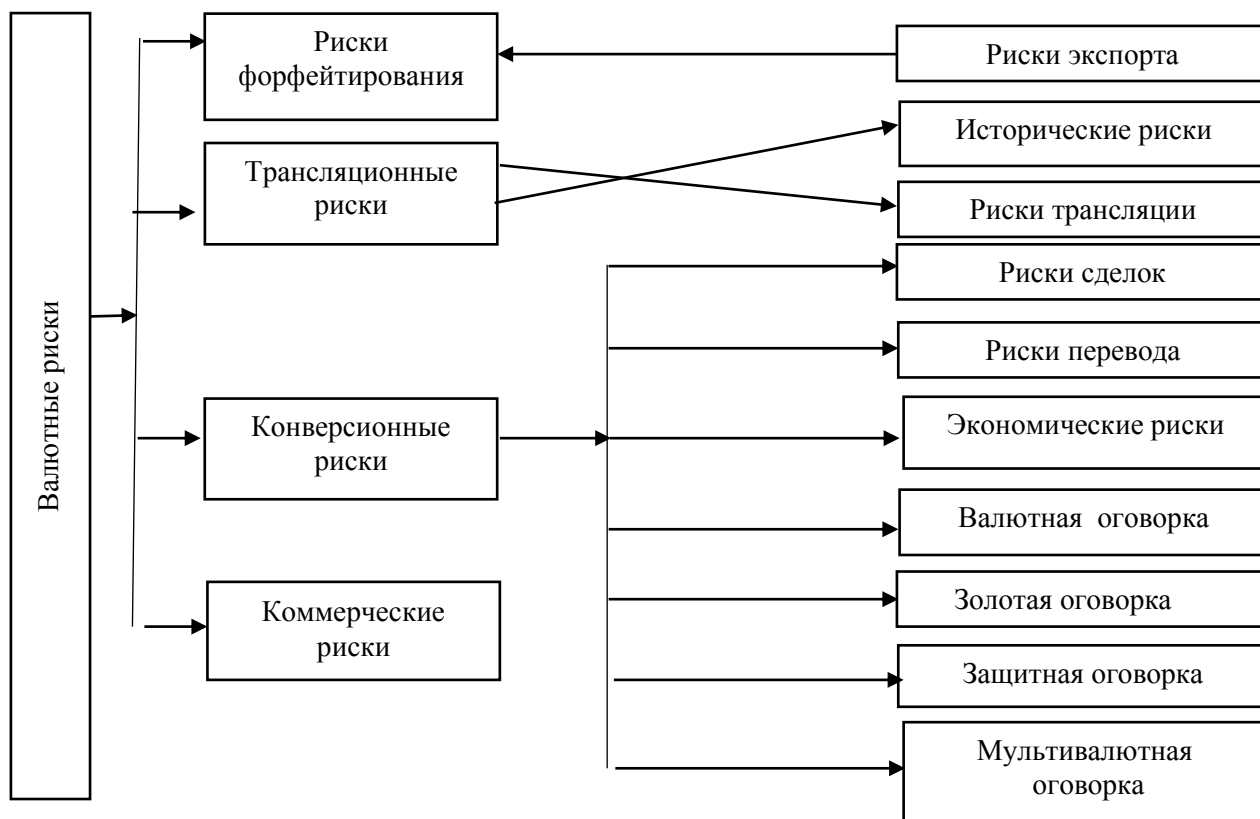 Валютные риски
Риски
форфейтирования
Трансляционные
риски
Конверсионные
риски
Коммерческие
риски
Риски экспорта
Исторические риски
Риски трансляции
Риски сделок
Риски перевода
Экономические риски
Валютная оговорка
Золотая оговорка
Защитная оговорка
Мультивалютная
оговорка